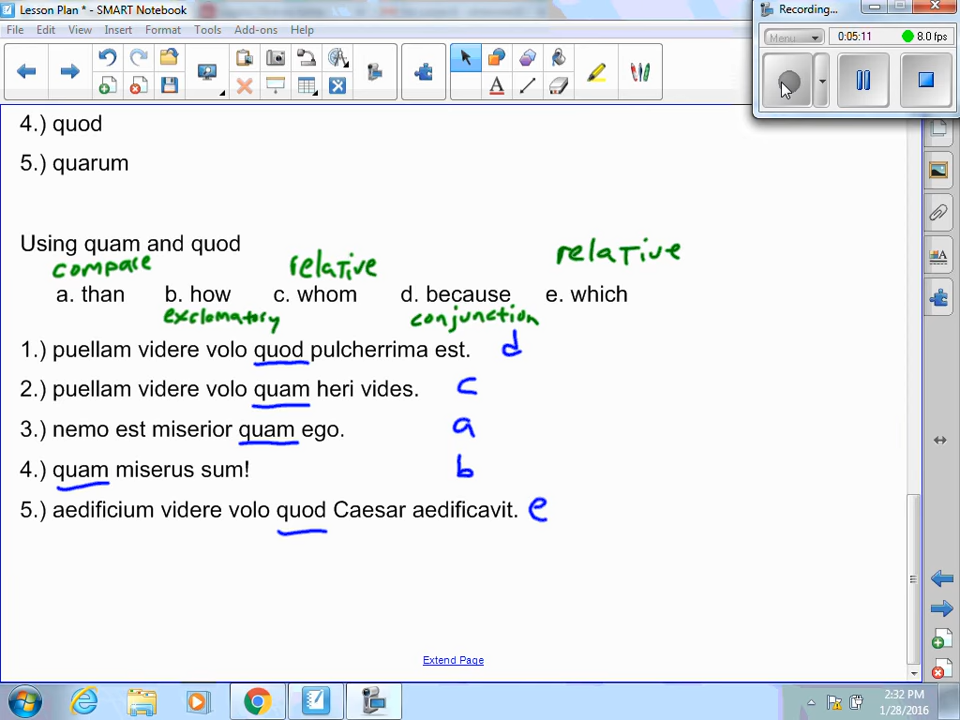 Lesson Plan * - SMART Notebook
Recording...
File Edit View Insert Format Tools Add-ons Help
Menu 0:05:11 8.0 fps
4.) quod
5.) quarum
Using quam and quod
compare relative relative
a. than b. how c. whom d. because e. which
exclamatory conjunction
1.) puellam videre volo quod pulcherrima est. d
2.) puellam videre volo quam heri vides. c
3.) nemo est miserior quam ego. a
4.) quam miserus sum! b
5.) aedificium videre volo quod Caesar aedificavit. e
Extend Page
2:32 PM
1/28/2016